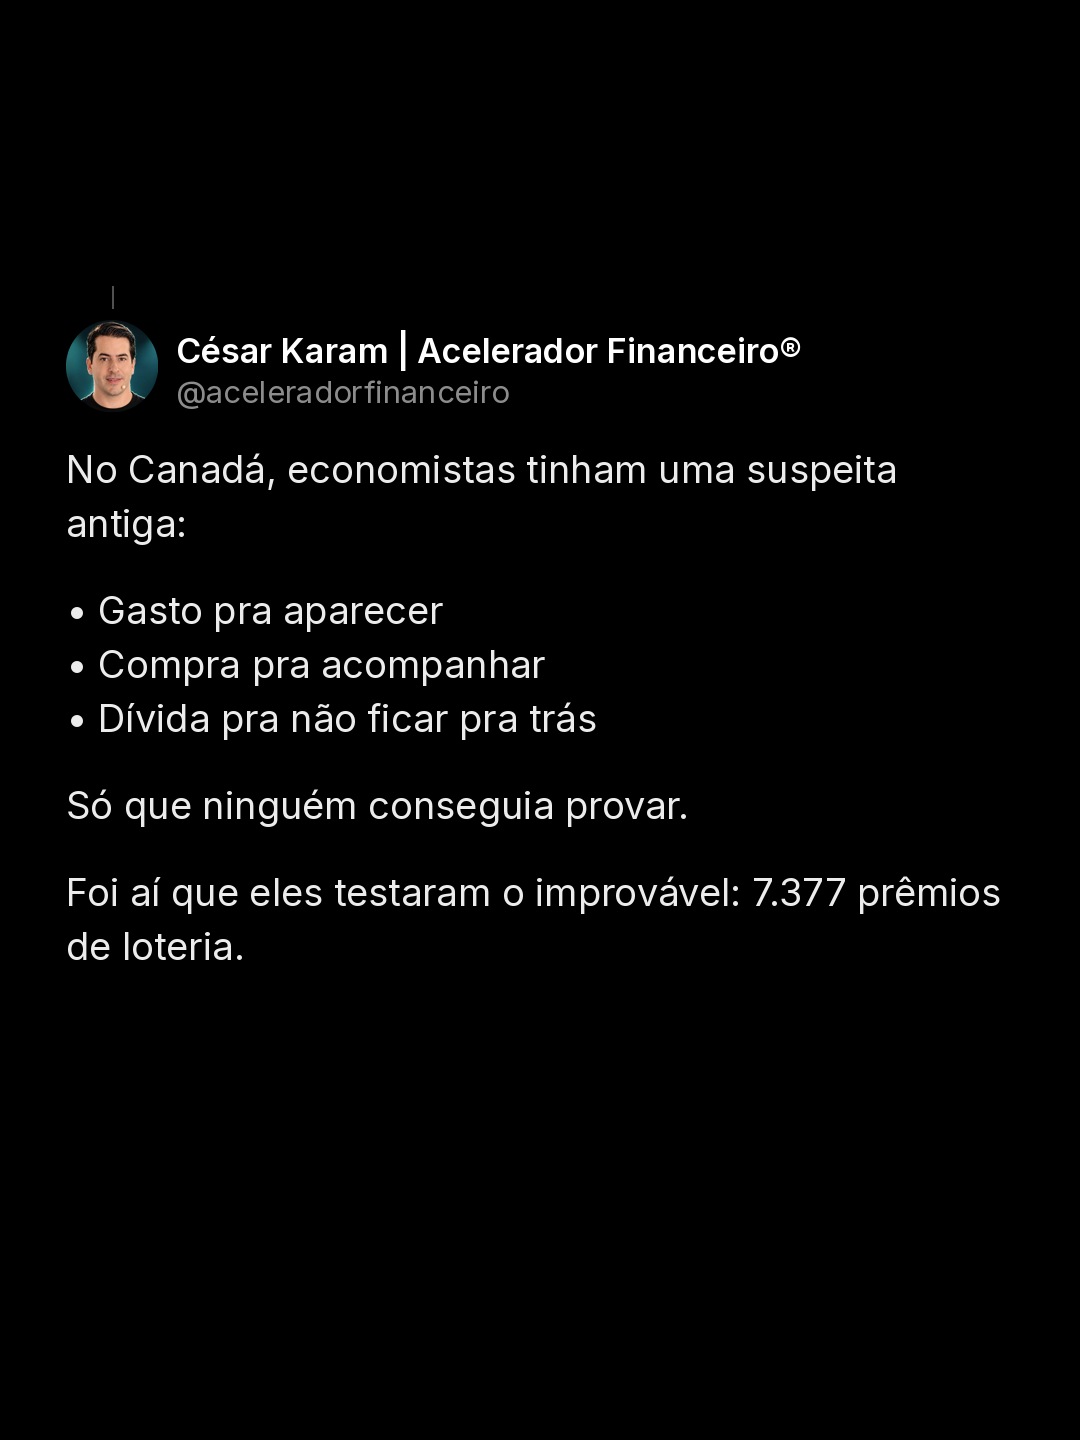 César Karam | Acelerador Financeiro®
@aceleradorfinanceiro
No Canadá, economistas tinham uma suspeita
antiga:
• Gasto pra aparecer
• Compra pra acompanhar
• Dívida pra não ficar pra trás
Só que ninguém conseguia provar.
Foi aí que eles testaram o improvável: 7.377 prêmios
de loteria.